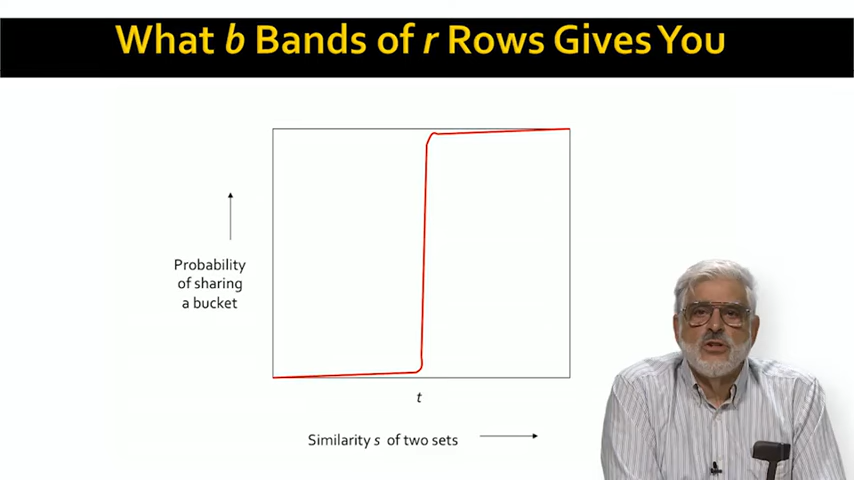 What b Bands of r Rows Gives You
Probability
of sharing
a bucket
t
Similarity s of two sets